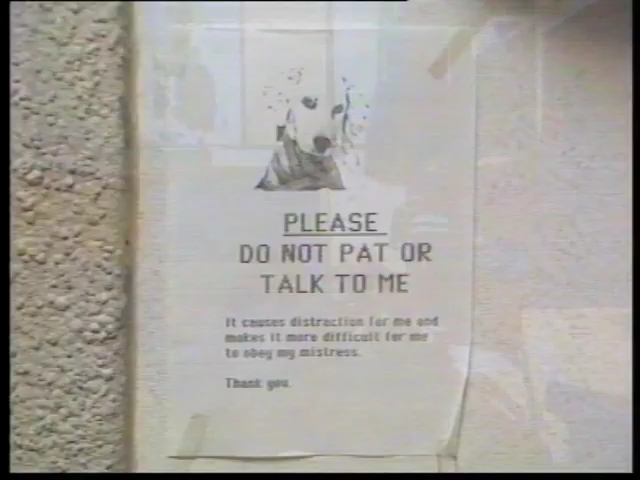 PLEASE
DO NOT PAT OR
TALK TO ME
It causes distraction for me and
makes it more difficult for me
to obey my mistress.
Thank you.